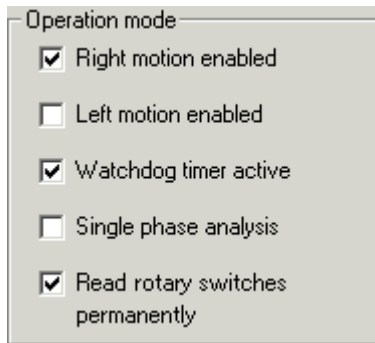 Operation mode
Right motion enabled
Left motion enabled
Watchdog timer active
Single phase analysis
Read rotary switches
permanently